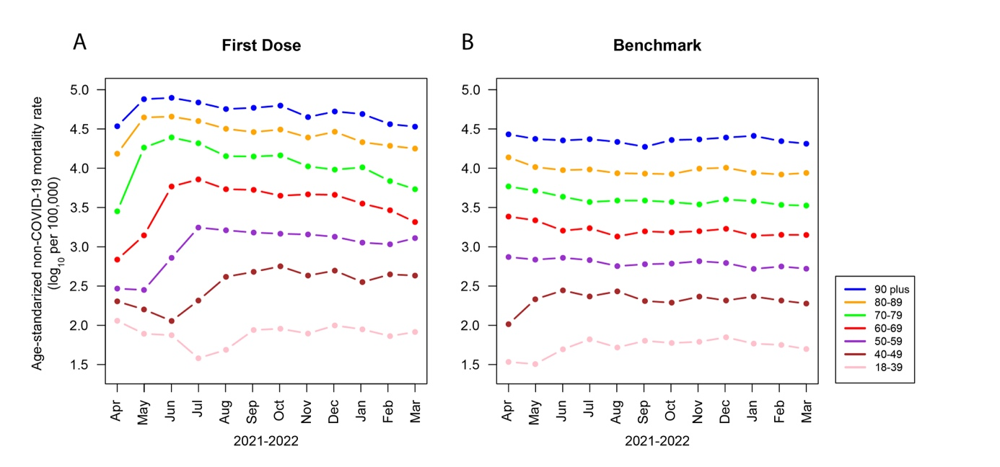 A
First Dose
B
Benchmark
Age-standarized non-COVID-19 mortality rate
(log10 per 100,000)
5.0
4.5
4.0
3.5
3.0
2.5
2.0
1.5
Apr
May
Jun
Jul
Aug
Sep
Oct
Nov
Dec
Jan
Feb
Mar
2021-2022
5.0
4.5
4.0
3.5
3.0
2.5
2.0
1.5
Apr
May
Jun
Jul
Aug
Sep
Oct
Nov
Dec
Jan
Feb
Mar
2021-2022
90 plus
80-89
70-79
60-69
50-59
40-49
18-39